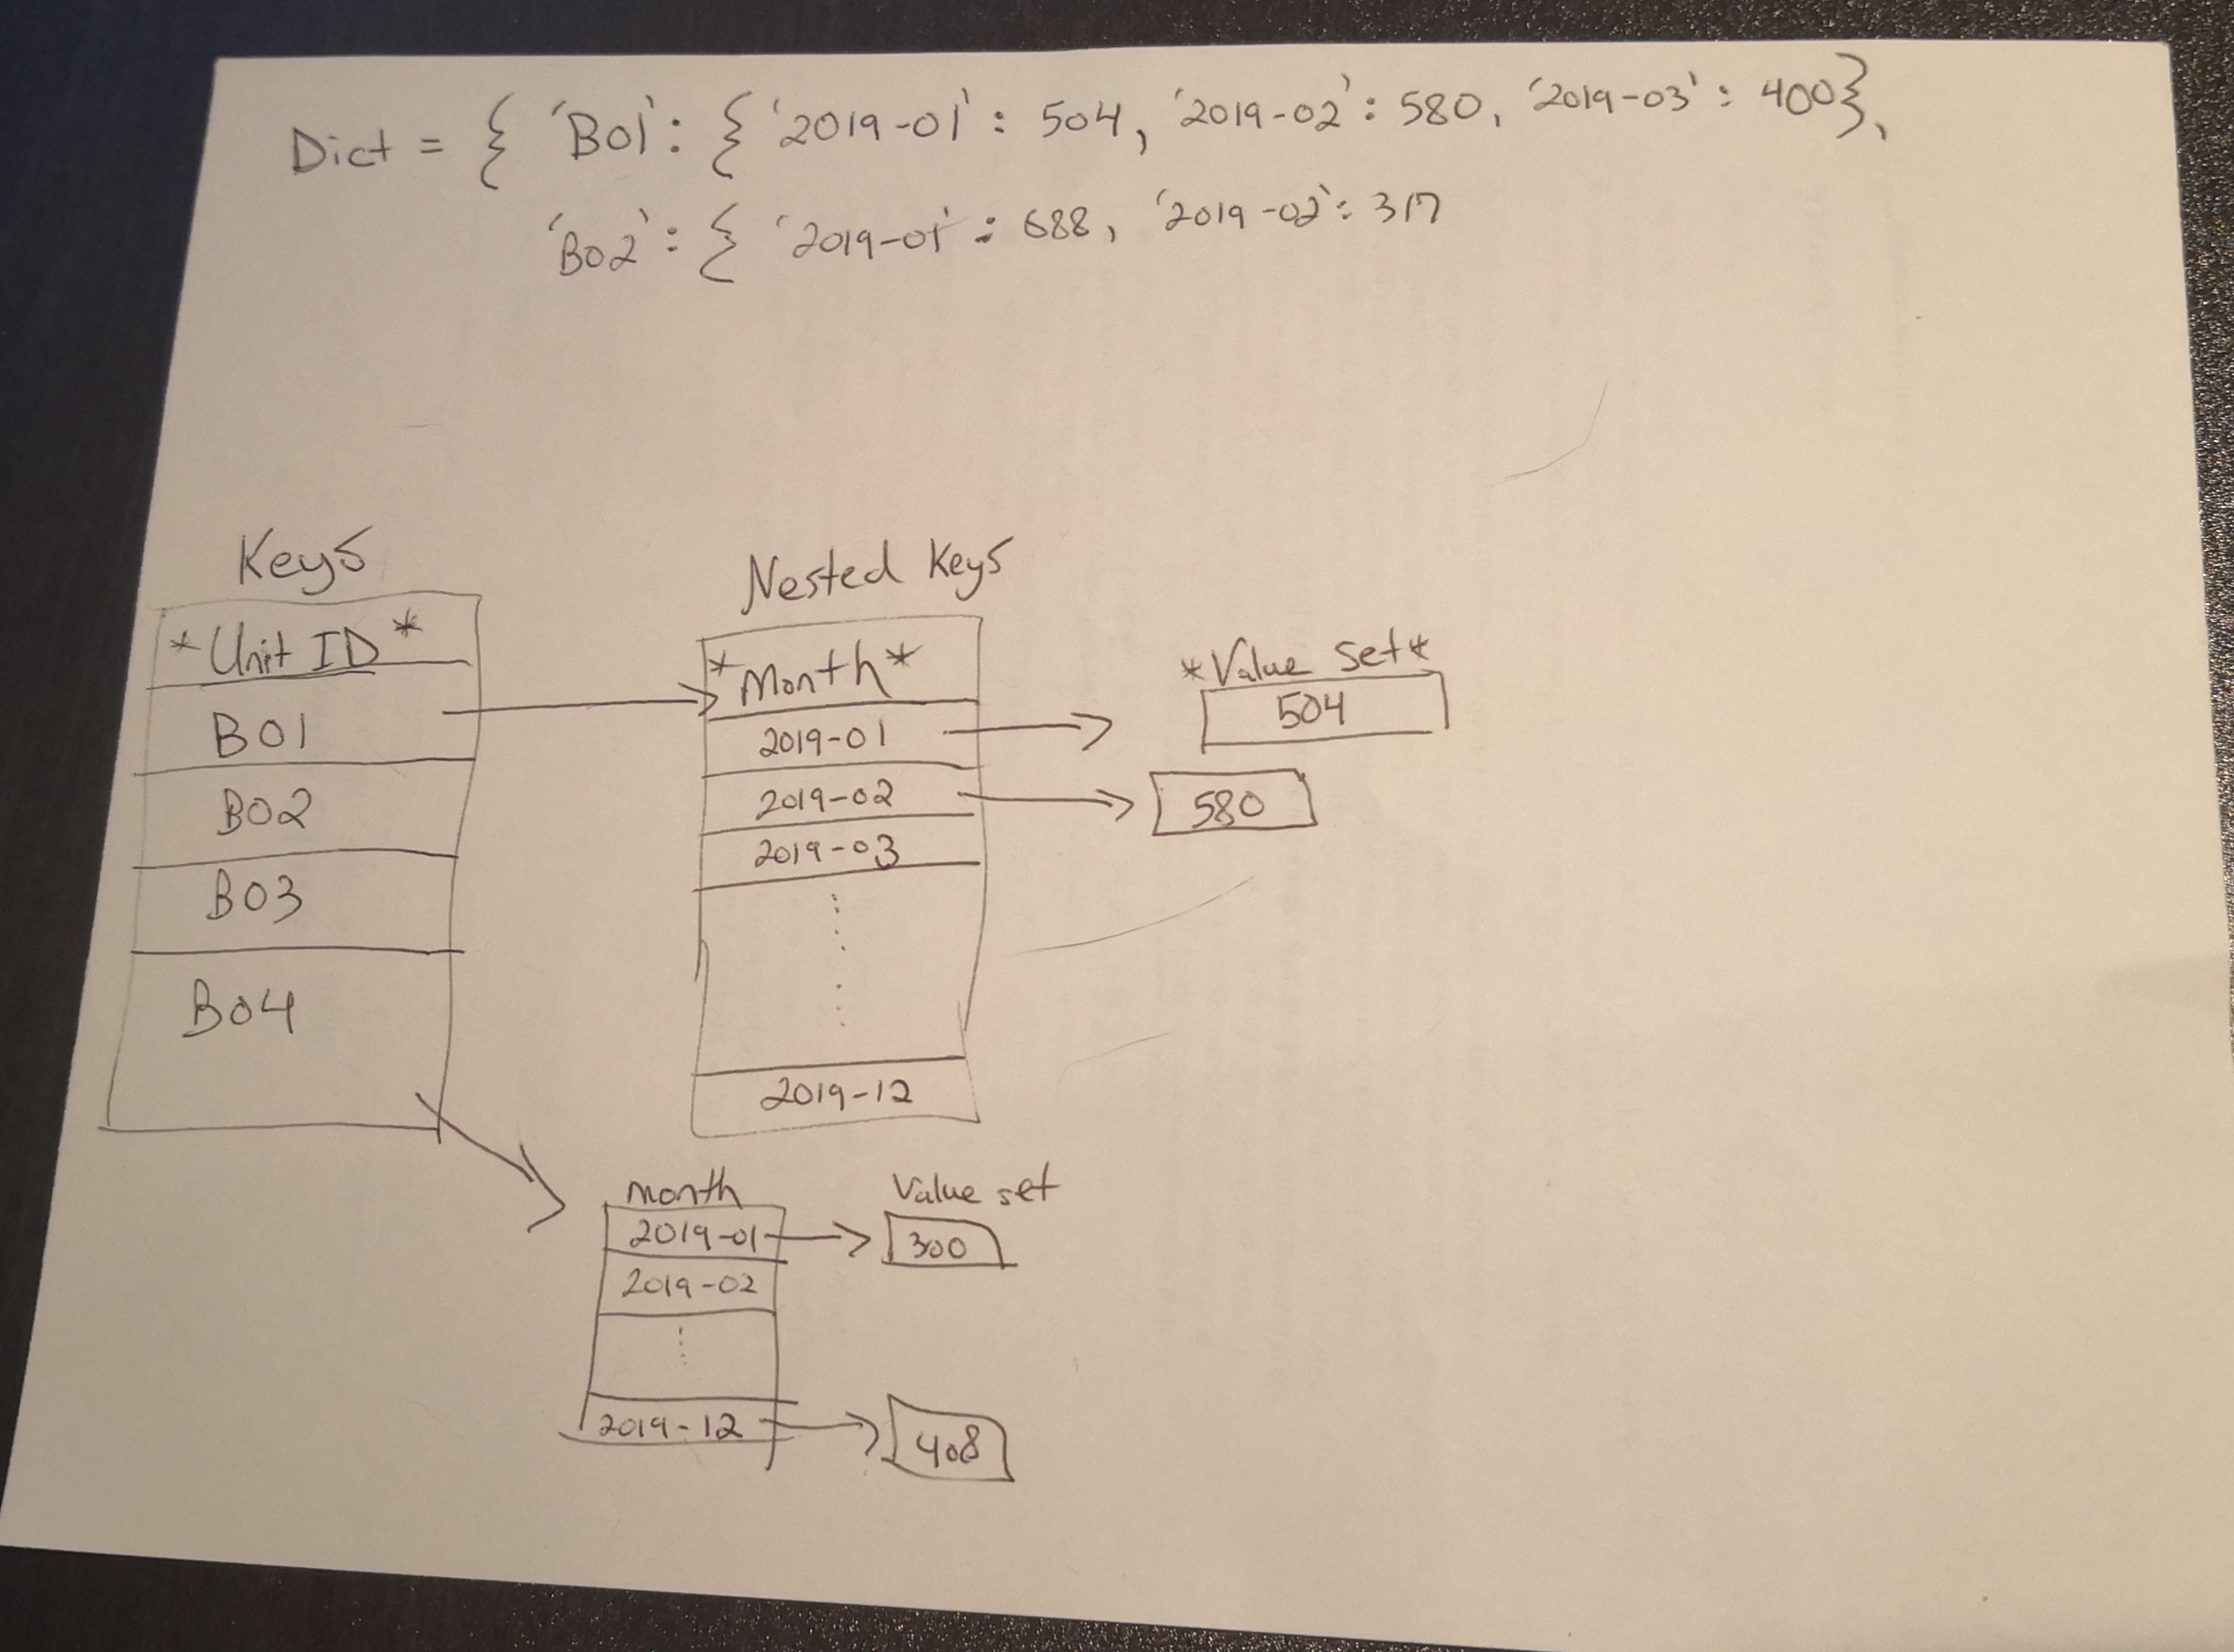 Dict = { 'B01': { '2019-01': 504, '2019-02': 580, '2019-03': 400},
'B02': { '2019-01': 688, '2019-02': 317
Keys
*Unit ID*
B01
B02
B03
B04
Nested Keys
*Month*
2019-01
2019-02
2019-03
2019-12
*Value Set*
504
580
month
2019-01
2019-02
2019-12
Value set
300
408